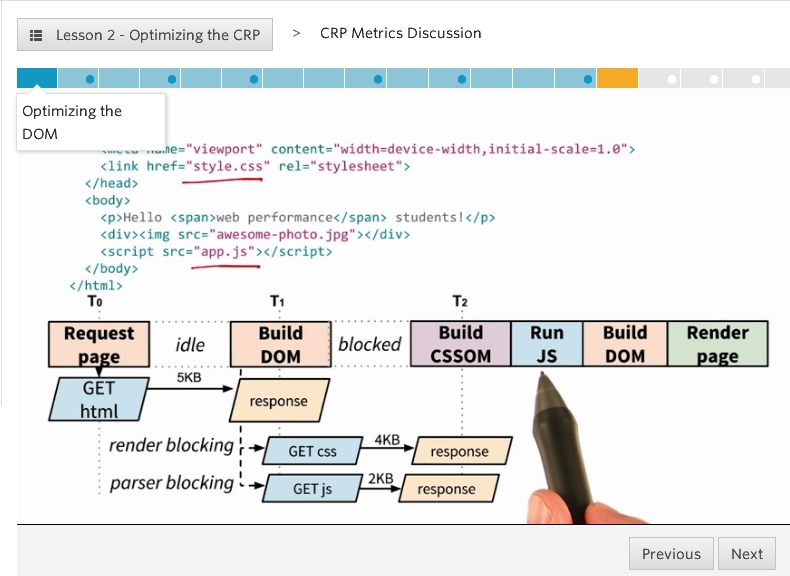 Lesson 2 - Optimizing the CRP > CRP Metrics Discussion
Optimizing the
DOM
name="viewport" content="width=device-width,initial-scale=1.0">
<link href="style.css" rel="stylesheet">
</head>
<body>
<p>Hello <span>web performance</span> students!</p>
<div><img src="awesome-photo.jpg"></div>
<script src="app.js"></script>
</body>
</html>
T0 T1 T2
Request page idle Build DOM blocked Build CSSOM Run JS Build DOM Render page
GET html 5KB response
render blocking GET css 4KB response
parser blocking GET js 2KB response
Previous Next